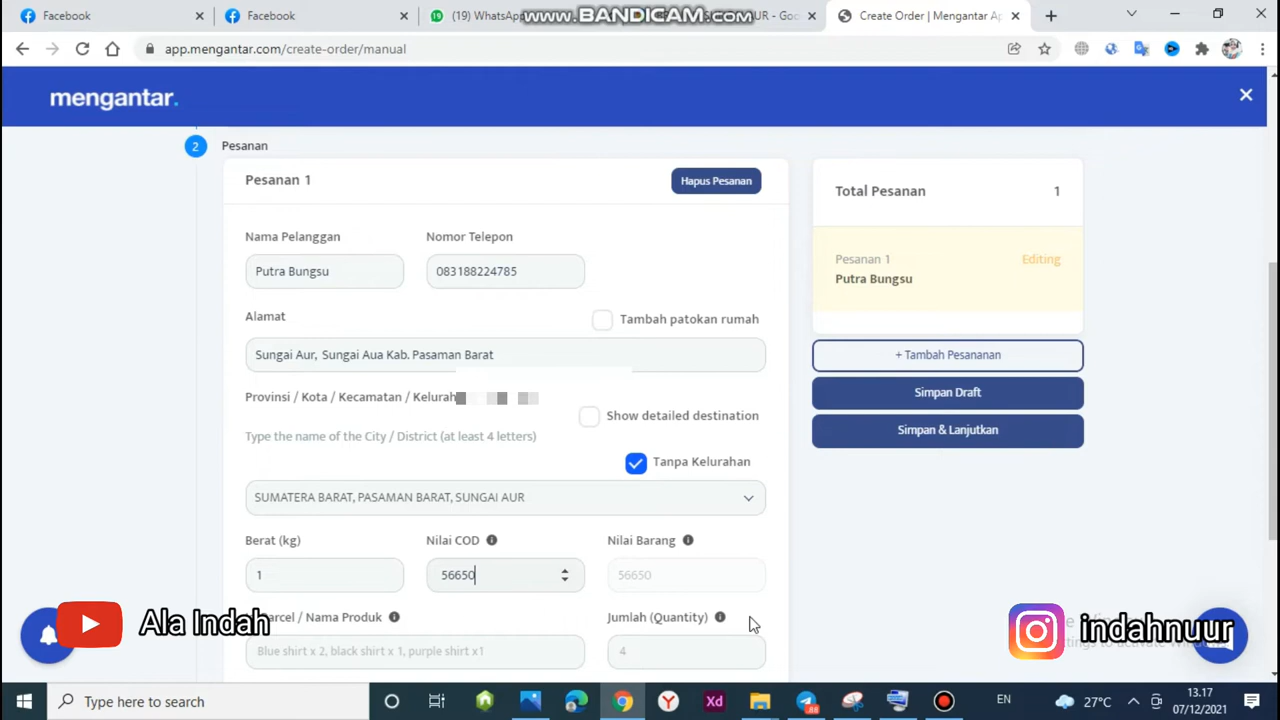 Facebook
Facebook
(19) WhatsApp
WWW.BANDICAM.COM
UR - Goo
Create Order | Mengantar Ap
app.mengantar.com/create-order/manual
mengantar.
2
Pesanan
Pesanan 1
Hapus Pesanan
Total Pesanan
1
Nama Pelanggan
Nomor Telepon
Putra Bungsu
083188224785
Pesanan 1
Editing
Putra Bungsu
Alamat
Tambah patokan rumah
Sungai Aur, Sungai Aua Kab. Pasaman Barat
+ Tambah Pesananan
Simpan Draft
Simpan & Lanjutkan
Provinsi / Kota / Kecamatan / Kelurah
Show detailed destination
Type the name of the City / District (at least 4 letters)
Tanpa Kelurahan
SUMATERA BARAT, PASAMAN BARAT, SUNGAI AUR
Berat (kg)
Nilai COD
Nilai Barang
1
56650
56650
Parcel / Nama Produk
Jumlah (Quantity)
Blue shirt x 2, black shirt x 1, purple shirt x1
4
Ala Indah
indahnuur
Type here to search
88
27°C
EN
13.17
07/12/2021